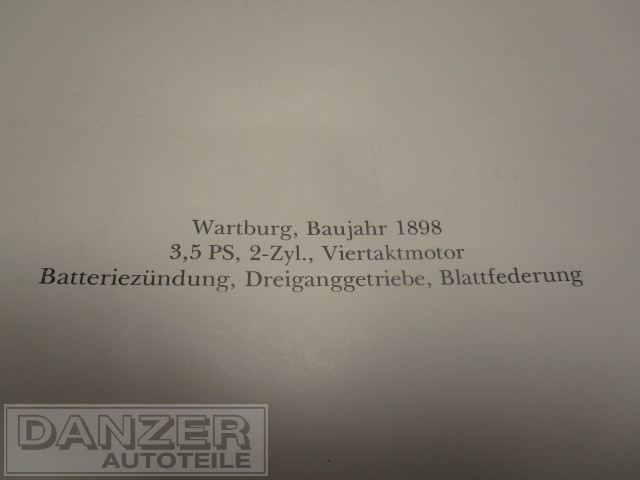 Wartburg, Baujahr 1898
3,5 PS, 2-Zyl., Viertaktmotor
Batteriezündung, Dreiganggetriebe, Blattfederung
DANZER
AUTOTEILE